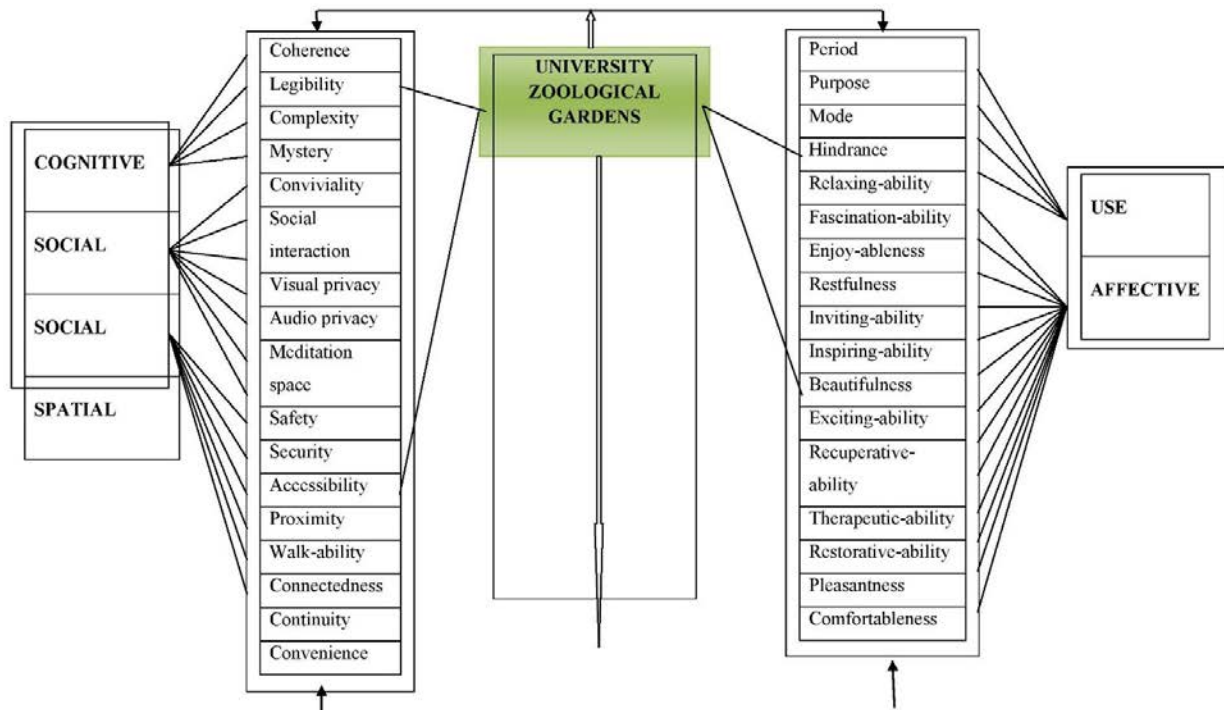 COGNITIVE
SOCIAL
SOCIAL
SPATIAL
Coherence
Legibility
Complexity
Mystery
Conviviality
Social
interaction
Visual privacy
Audio privacy
Meditation
space
Safety
Security
Accessibility
Proximity
Walk-ability
Connectedness
Continuity
Convenience
UNIVERSITY
ZOOLOGICAL
GARDENS
Period
Purpose
Mode
Hindrance
Relaxing-ability
Fascination-ability
Enjoy-ableness
Restfulness
Inviting-ability
Inspiring-ability
Beautifulness
Exciting-ability
Recuperative-
ability
Therapeutic-ability
Restorative-ability
Pleasantness
Comfortableness
USE
AFFECTIVE